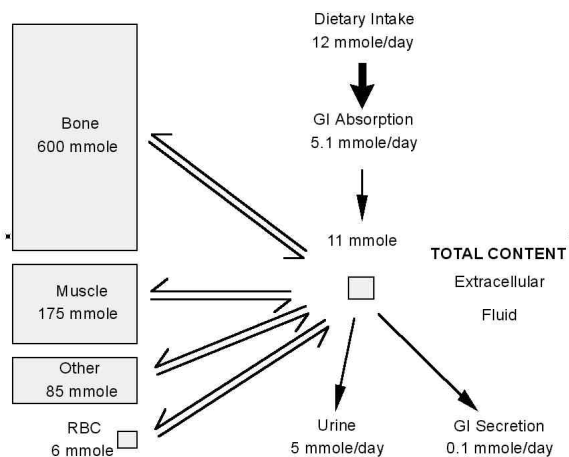 Dietary Intake
12 mmole/day
GI Absorption
5.1 mmole/day
Bone
600 mmole
11 mmole
TOTAL CONTENT
Extracellular
Fluid
Muscle
175 mmole
Other
85 mmole
RBC
6 mmole
Urine
5 mmole/day
GI Secretion
0.1 mmole/day